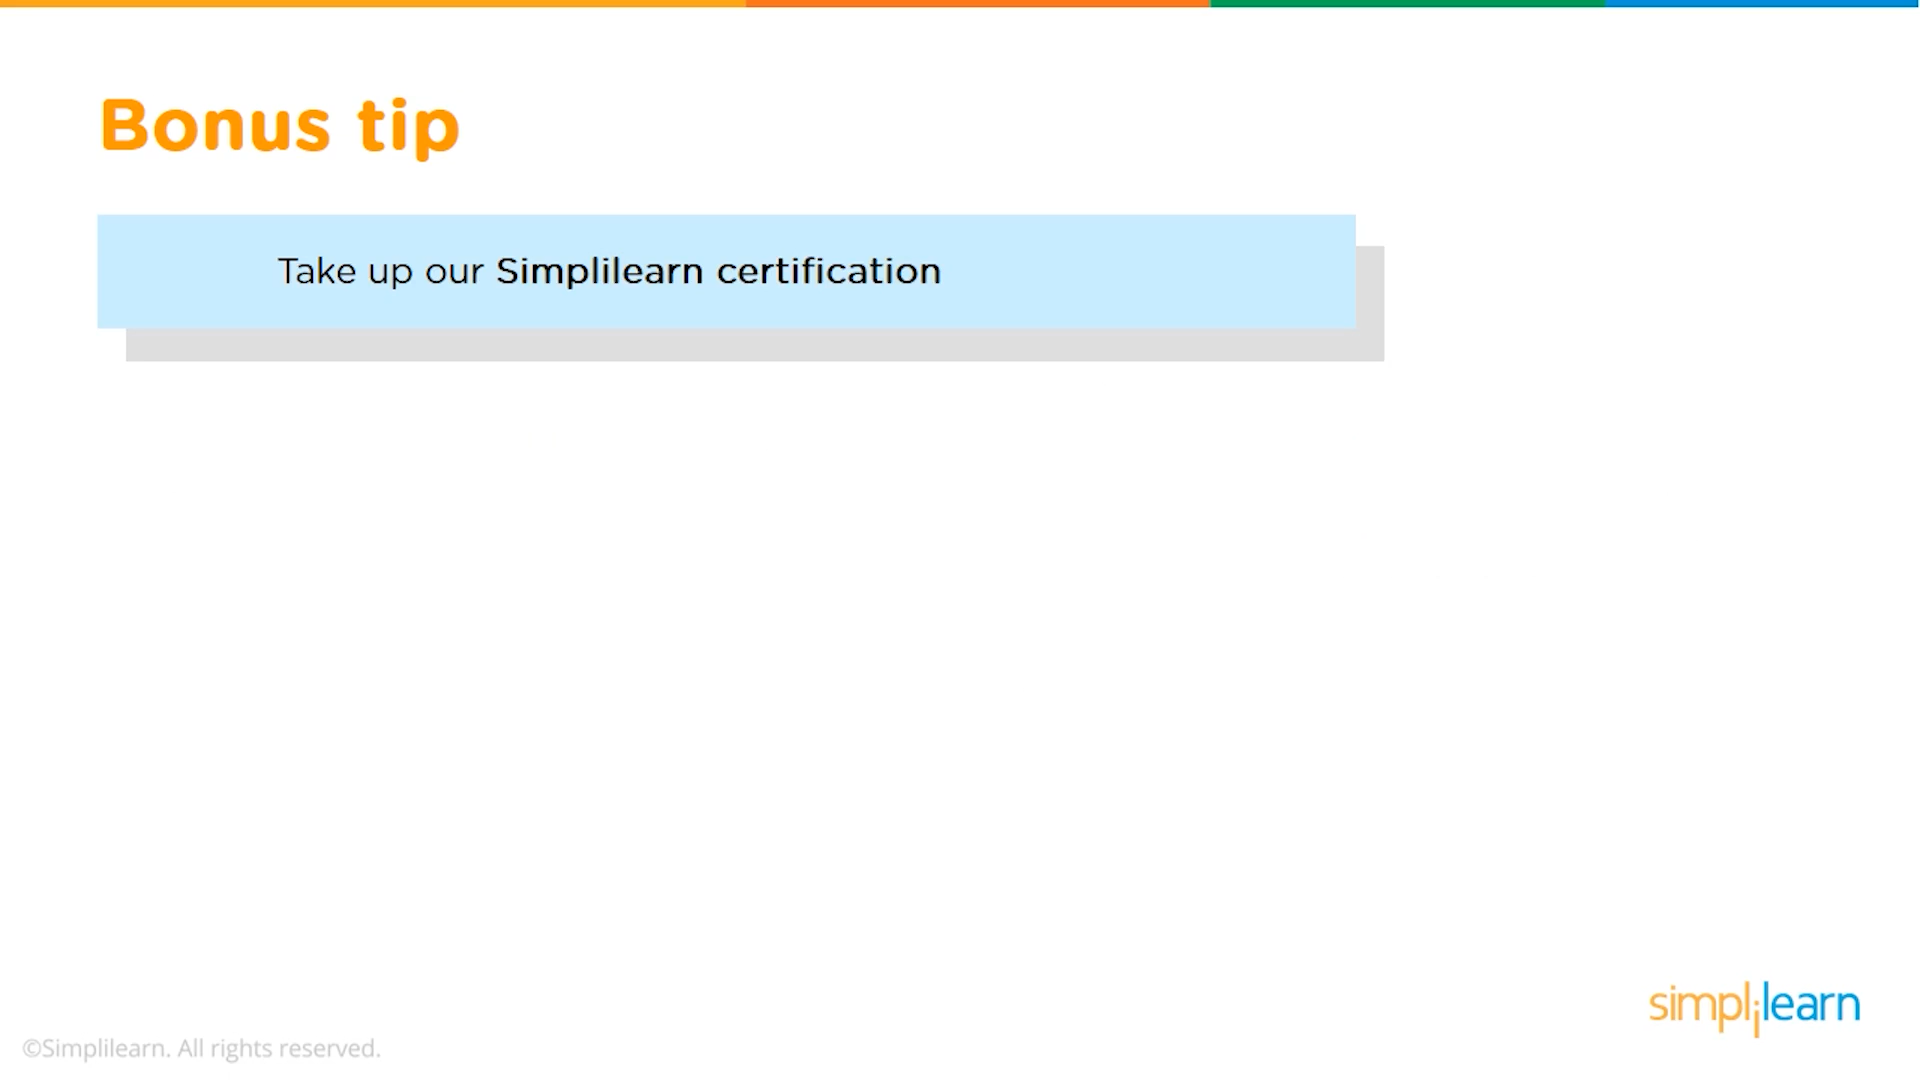 Bonus tip
Take up our Simplilearn certification
simplilearn
©Simplilearn. All rights reserved.